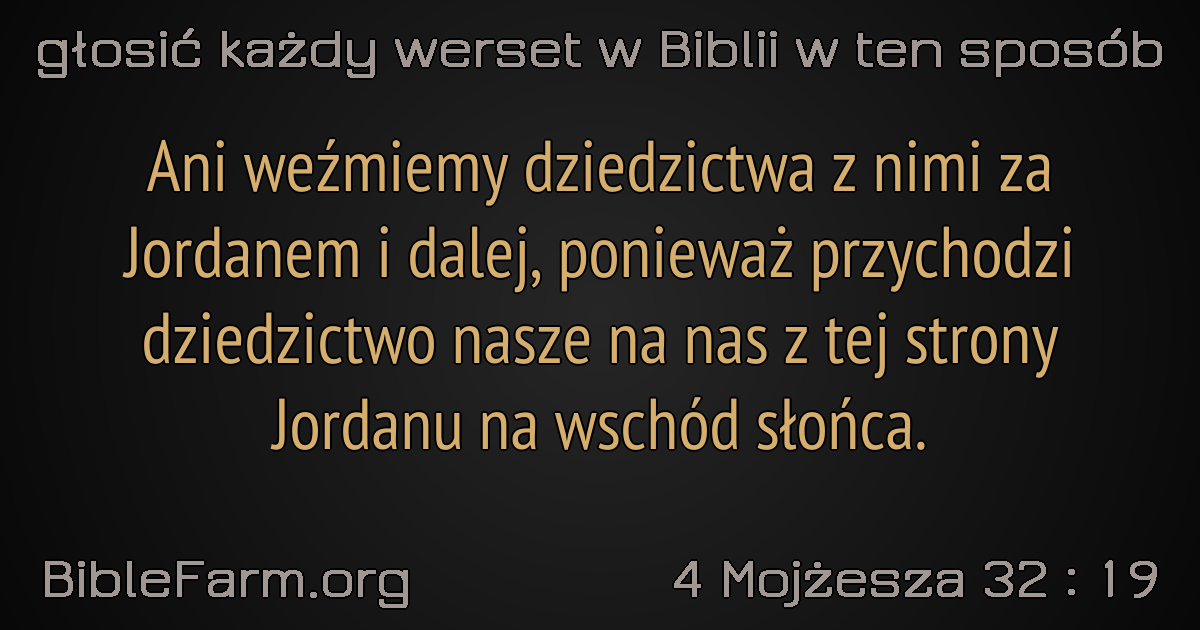 głosić każdy werset w Biblii w ten sposób
Ani weźmiemy dziedzictwa z nimi za
Jordanem i dalej, ponieważ przychodzi
dziedzictwo nasze na nas z tej strony
Jordanu na wschód słońca.
BibleFarm.org
4 Mojżesza 32 : 19